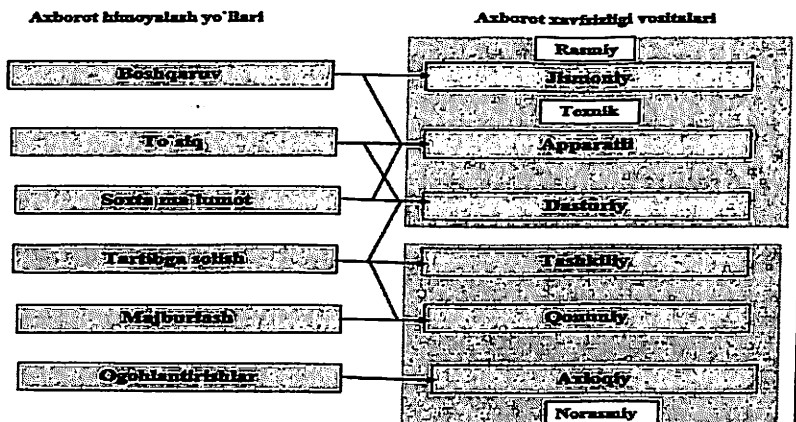 Axborot himoyalash yo`llari
Axborot xavfsizligi vositalari
Rasmiy
Boshqaruv
Jismoniy
Texnik
To`siq
Apparatli
Soxta ma`lumot
Dasturiy
Tartibga solish
Tashkiliy
Majburlash
Qonuniy
Ogohlantirishlar
Axloqiy
Norasmiy